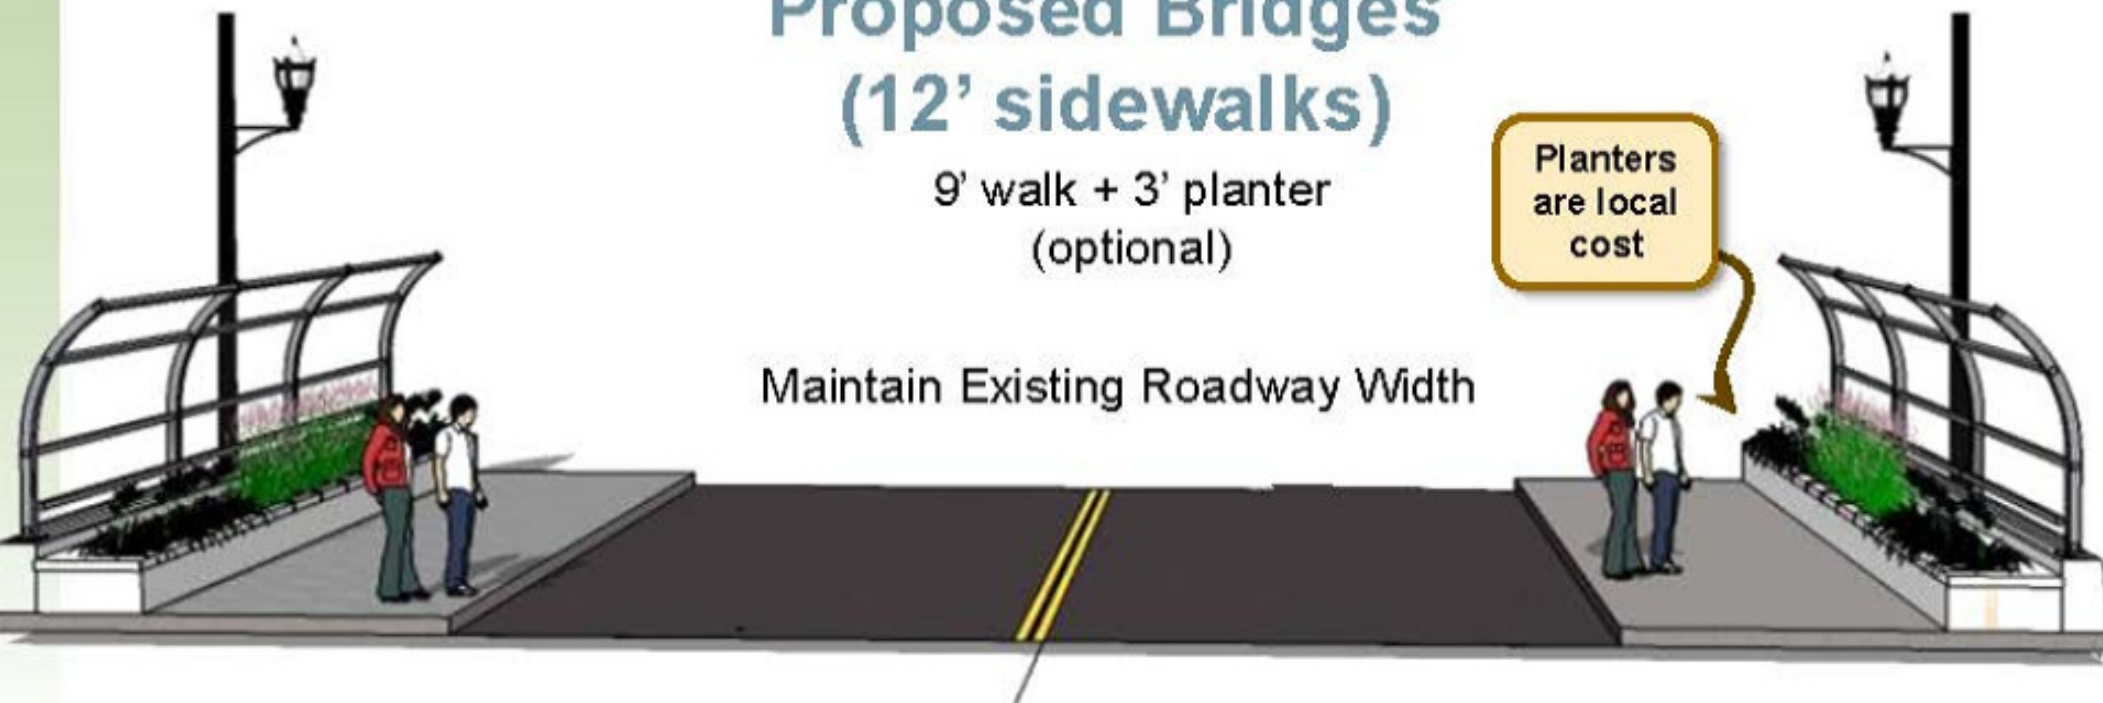 Proposed Bridges
(12’ sidewalks)
9’ walk + 3’ planter
(optional)
Planters
are local
cost
Maintain Existing Roadway Width